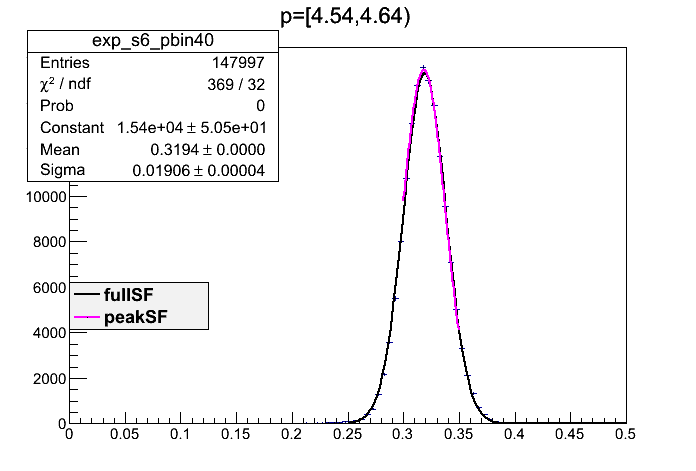 p=[4.54,4.64)
exp_s6_pbin40
Entries 147997
χ² / ndf 369 / 32
Prob 0
Constant 1.54e+04 ± 5.05e+01
Mean 0.3194 ± 0.0000
Sigma 0.01906 ± 0.00004
10000
8000
6000
fullSF
peakSF
4000
2000
0
0 0.05 0.1 0.15 0.2 0.25 0.3 0.35 0.4 0.45 0.5